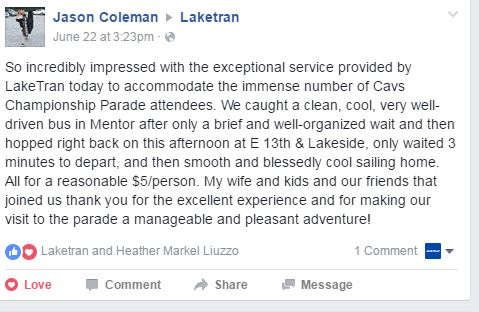 Jason Coleman ▸ Laketran
June 22 at 3:23pm ·
So incredibly impressed with the exceptional service provided by
LakeTran today to accommodate the immense number of Cavs
Championship Parade attendees. We caught a clean, cool, very well-
driven bus in Mentor after only a brief and well-organized wait and then
hopped right back on this afternoon at E 13th & Lakeside, only waited 3
minutes to depart, and then smooth and blessedly cool sailing home.
All for a reasonable $5/person. My wife and kids and our friends that
joined us thank you for the excellent experience and for making our
visit to the parade a manageable and pleasant adventure!
Laketran and Heather Markel Liuzzo 1 Comment
Love Comment Share Message